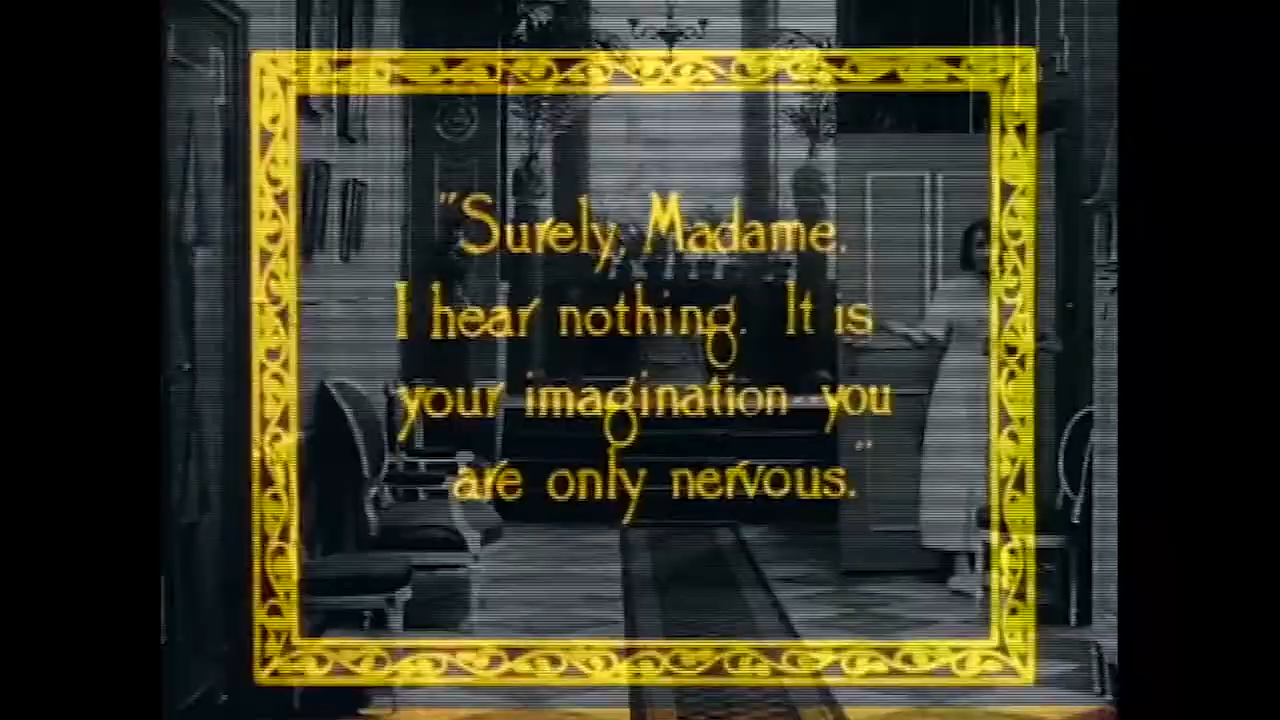 "Surely, Madame.
I hear nothing. It is
your imagination--you
are only nervous."